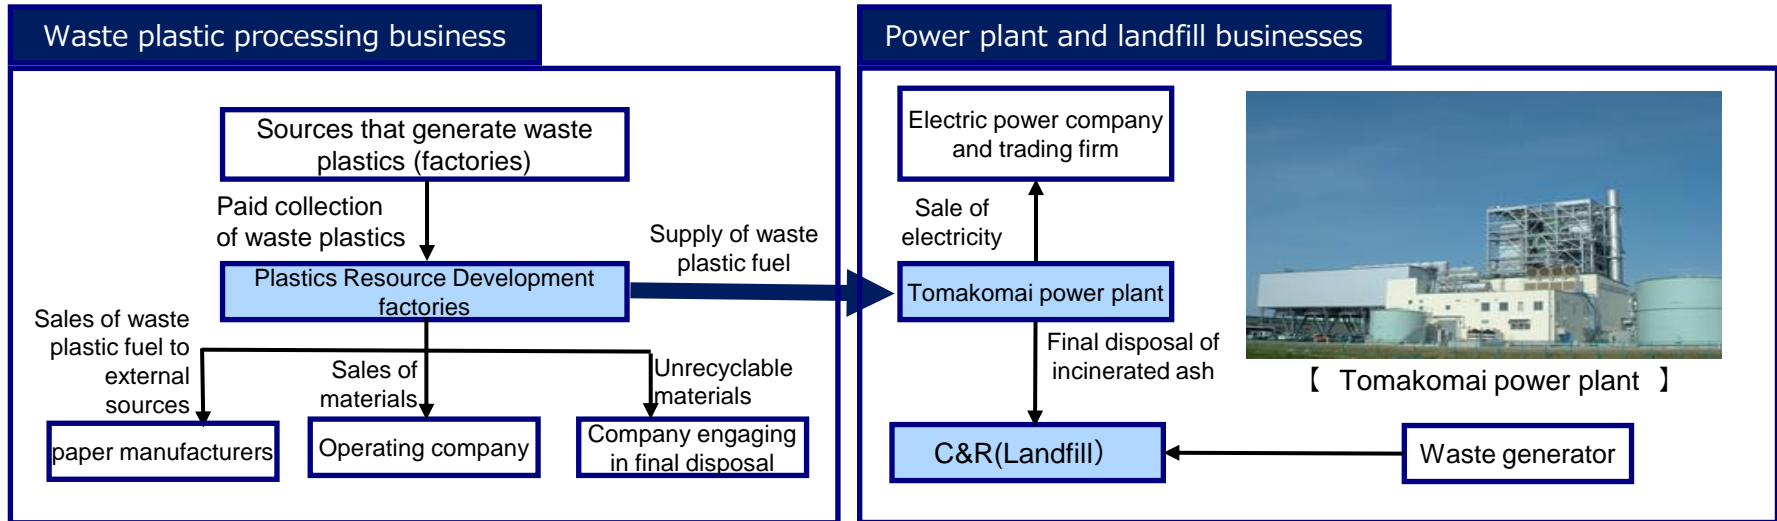 Waste plastic processing business
Sources that generate waste
plastics (factories)
Paid collection
of waste plastics
Supply of waste
plastic fuel
Plastics Resource Development
factories
Sales of waste
plastic fuel to
external
sources
Sales of
materials
Unrecyclable
materials
paper manufacturers
Operating company
Company engaging
in final disposal
Power plant and landfill businesses
Electric power company
and trading firm
Sale of
electricity
Tomakomai power plant
Final disposal of
incinerated ash
【 Tomakomai power plant 】
C&R(Landfill）
Waste generator